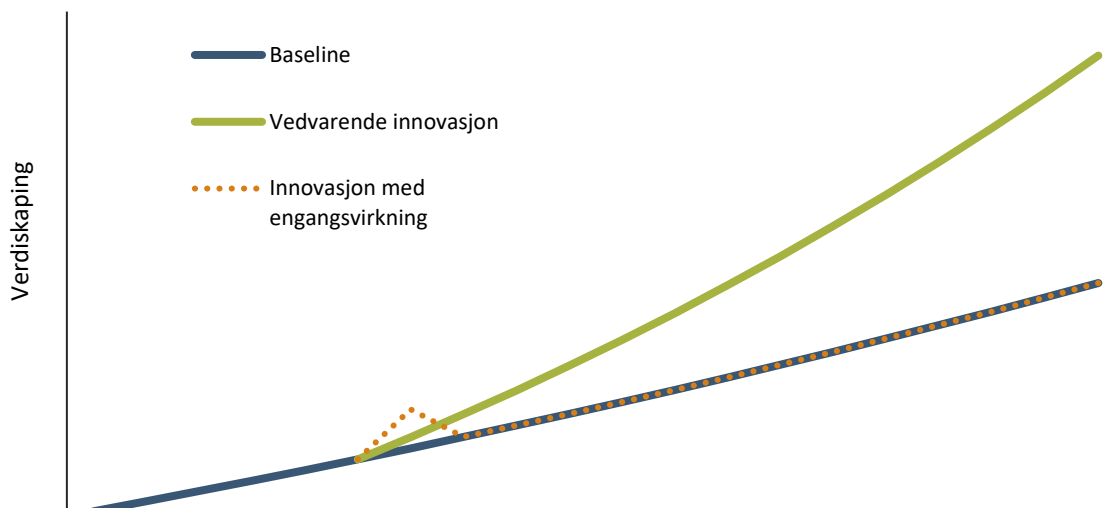 Baseline
Vedvarende innovasjon
Innovasjon med
engangsvirkning
Verdiskaping